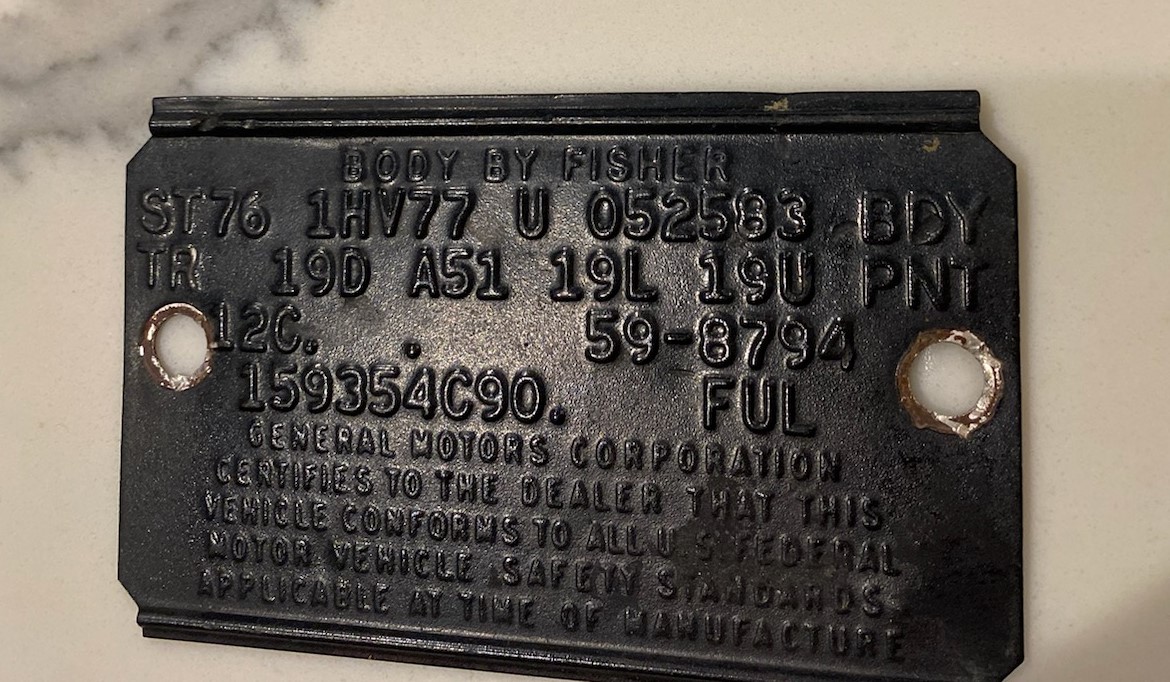 BODY BY FISHER
ST76 1HV77 U 052583 BDY
TR 19D A51 19L 19U PNT
12C. . 59-8794
159354C90. FUL
GENERAL MOTORS CORPORATION
CERTIFIES TO THE DEALER THAT THIS
VEHICLE CONFORMS TO ALL U S FEDERAL
MOTOR VEHICLE SAFETY STANDARDS
APPLICABLE AT TIME OF MANUFACTURE